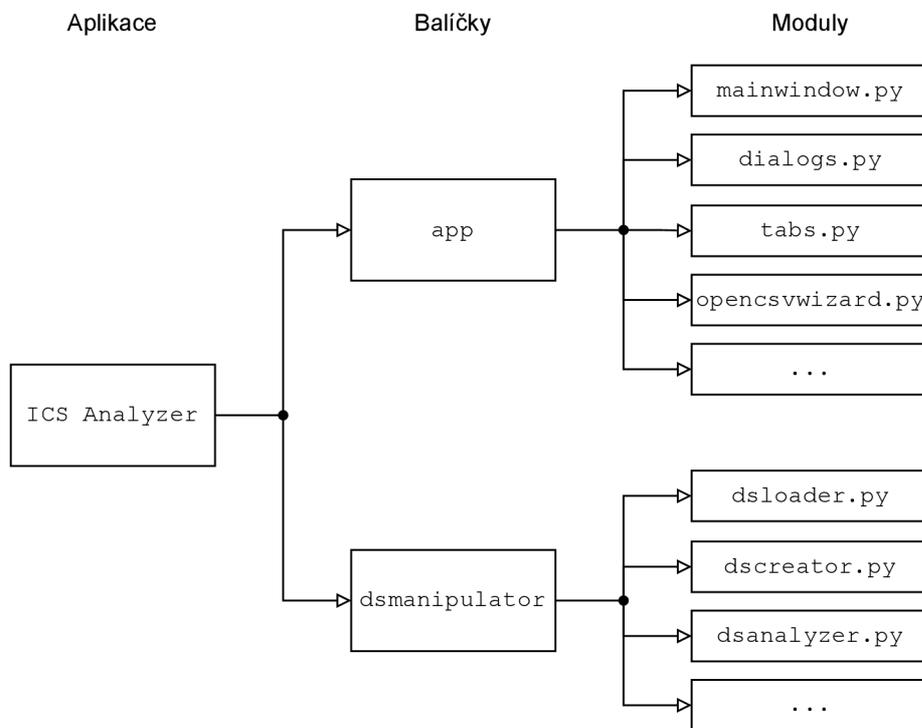 Aplikace
Balíčky
Moduly
mainwindow.py
dialogs.py
app
tabs.py
opencsvwizard.py
...
ICS Analyzer
dsloader.py
dscreator.py
dsmanipulator
dsanalyzer.py
...